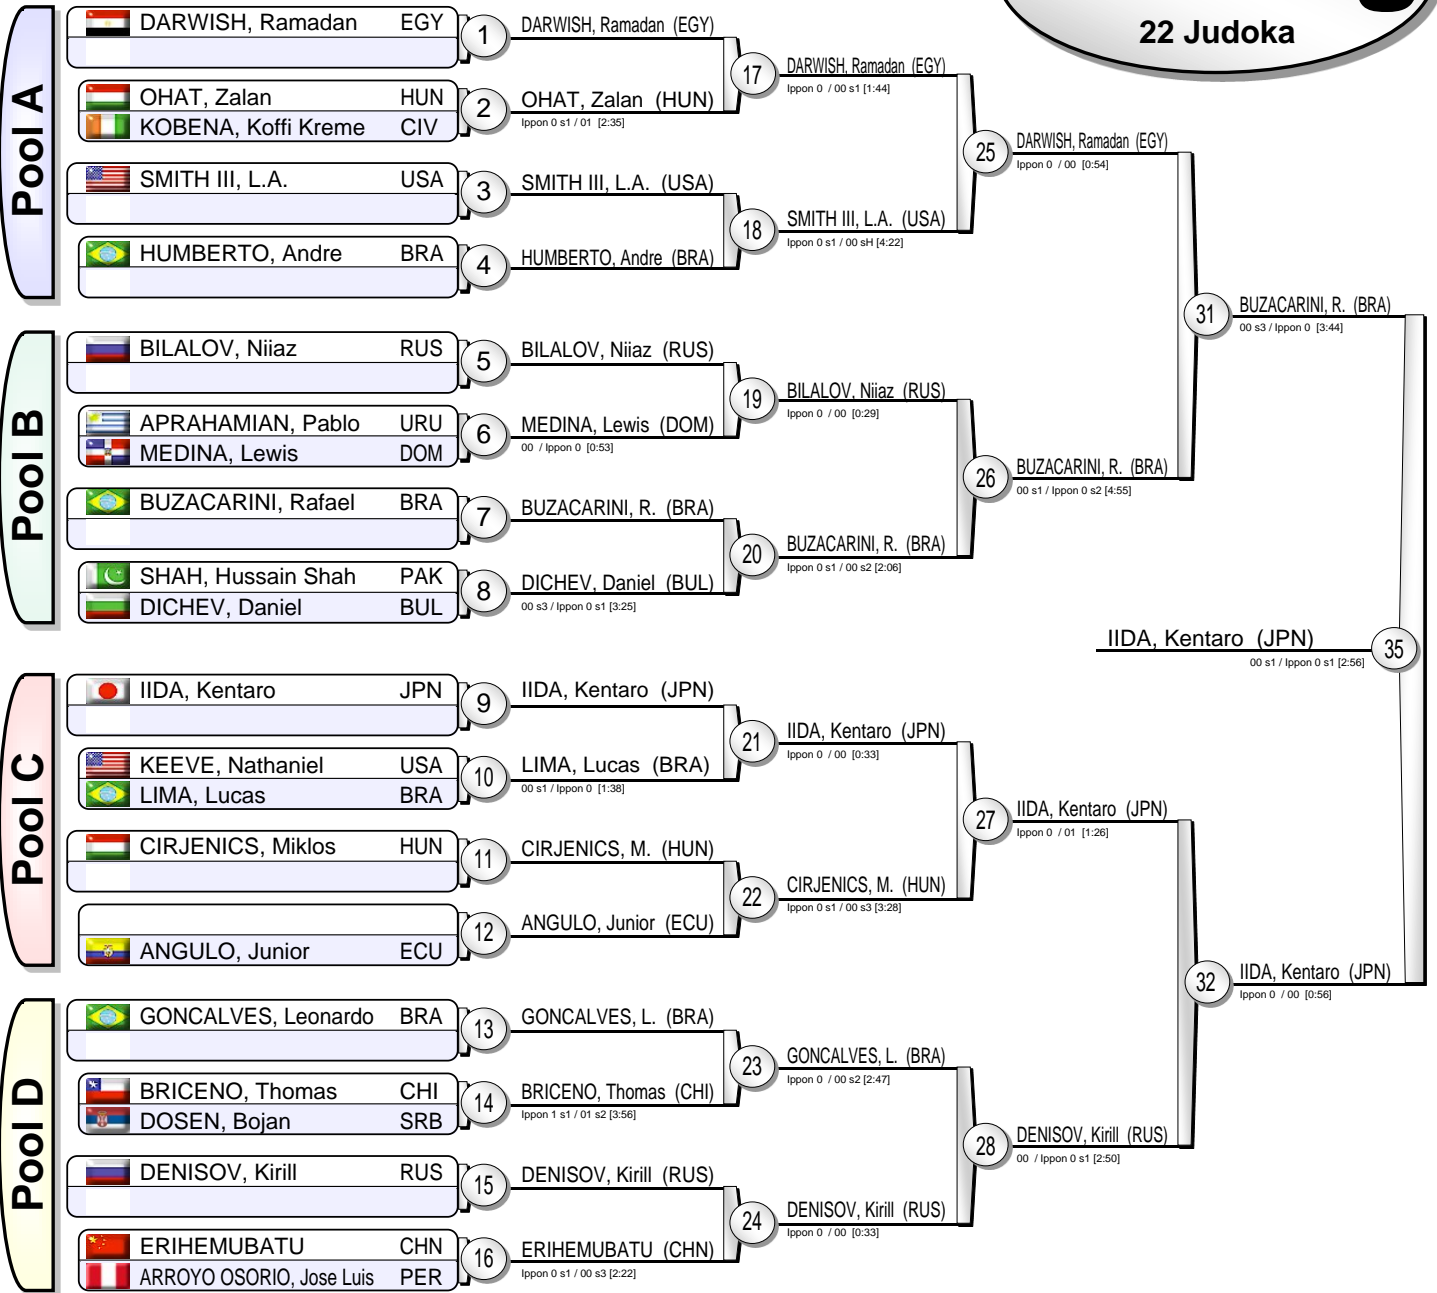 22 Judoka
Pool A
DARWISH, Ramadan EGY
OHAT, Zalan HUN
KOBENA, Koffi Kreme CIV
SMITH III, L.A. USA
HUMBERTO, Andre BRA
1
2
3
4
DARWISH, Ramadan (EGY)
OHAT, Zalan (HUN)
Ippon 0 s1 / 01 [2:35]
SMITH III, L.A. (USA)
HUMBERTO, Andre (BRA)
17
18
DARWISH, Ramadan (EGY)
Ippon 0 / 00 s1 [1:44]
SMITH III, L.A. (USA)
Ippon 0 s1 / 00 sH [4:22]
25
DARWISH, Ramadan (EGY)
Ippon 0 / 00 [0:54]
Pool B
BILALOV, Niiaz RUS
APRAHAMIAN, Pablo URU
MEDINA, Lewis DOM
BUZACARINI, Rafael BRA
SHAH, Hussain Shah PAK
DICHEV, Daniel BUL
5
6
7
8
BILALOV, Niiaz (RUS)
MEDINA, Lewis (DOM)
00 / Ippon 0 [0:53]
BUZACARINI, R. (BRA)
DICHEV, Daniel (BUL)
00 s3 / Ippon 0 s1 [3:25]
19
20
BILALOV, Niiaz (RUS)
Ippon 0 / 00 [0:29]
BUZACARINI, R. (BRA)
Ippon 0 s1 / 00 s2 [2:06]
26
BUZACARINI, R. (BRA)
00 s1 / Ippon 0 s2 [4:55]
31
BUZACARINI, R. (BRA)
00 s3 / Ippon 0 [3:44]
Pool C
IIDA, Kentaro JPN
KEEVE, Nathaniel USA
LIMA, Lucas BRA
CIRJENICS, Miklos HUN
ANGULO, Junior ECU
9
10
11
12
IIDA, Kentaro (JPN)
LIMA, Lucas (BRA)
00 s1 / Ippon 0 [1:38]
CIRJENICS, M. (HUN)
ANGULO, Junior (ECU)
21
22
IIDA, Kentaro (JPN)
Ippon 0 / 00 [0:33]
CIRJENICS, M. (HUN)
Ippon 0 s1 / 00 s3 [3:28]
27
IIDA, Kentaro (JPN)
Ippon 0 / 01 [1:26]
Pool D
GONCALVES, Leonardo BRA
BRICENO, Thomas CHI
DOSEN, Bojan SRB
DENISOV, Kirill RUS
ERIHEMUBATU CHN
ARROYO OSORIO, Jose Luis PER
13
14
15
16
GONCALVES, L. (BRA)
BRICENO, Thomas (CHI)
Ippon 1 s1 / 01 s2 [3:56]
DENISOV, Kirill (RUS)
ERIHEMUBATU (CHN)
Ippon 0 s1 / 00 s3 [2:22]
23
24
GONCALVES, L. (BRA)
Ippon 0 / 00 s2 [2:47]
DENISOV, Kirill (RUS)
Ippon 0 / 00 [0:33]
28
DENISOV, Kirill (RUS)
00 / Ippon 0 s1 [2:50]
32
IIDA, Kentaro (JPN)
Ippon 0 / 00 [0:56]
IIDA, Kentaro (JPN)
00 s1 / Ippon 0 s1 [2:56]
35